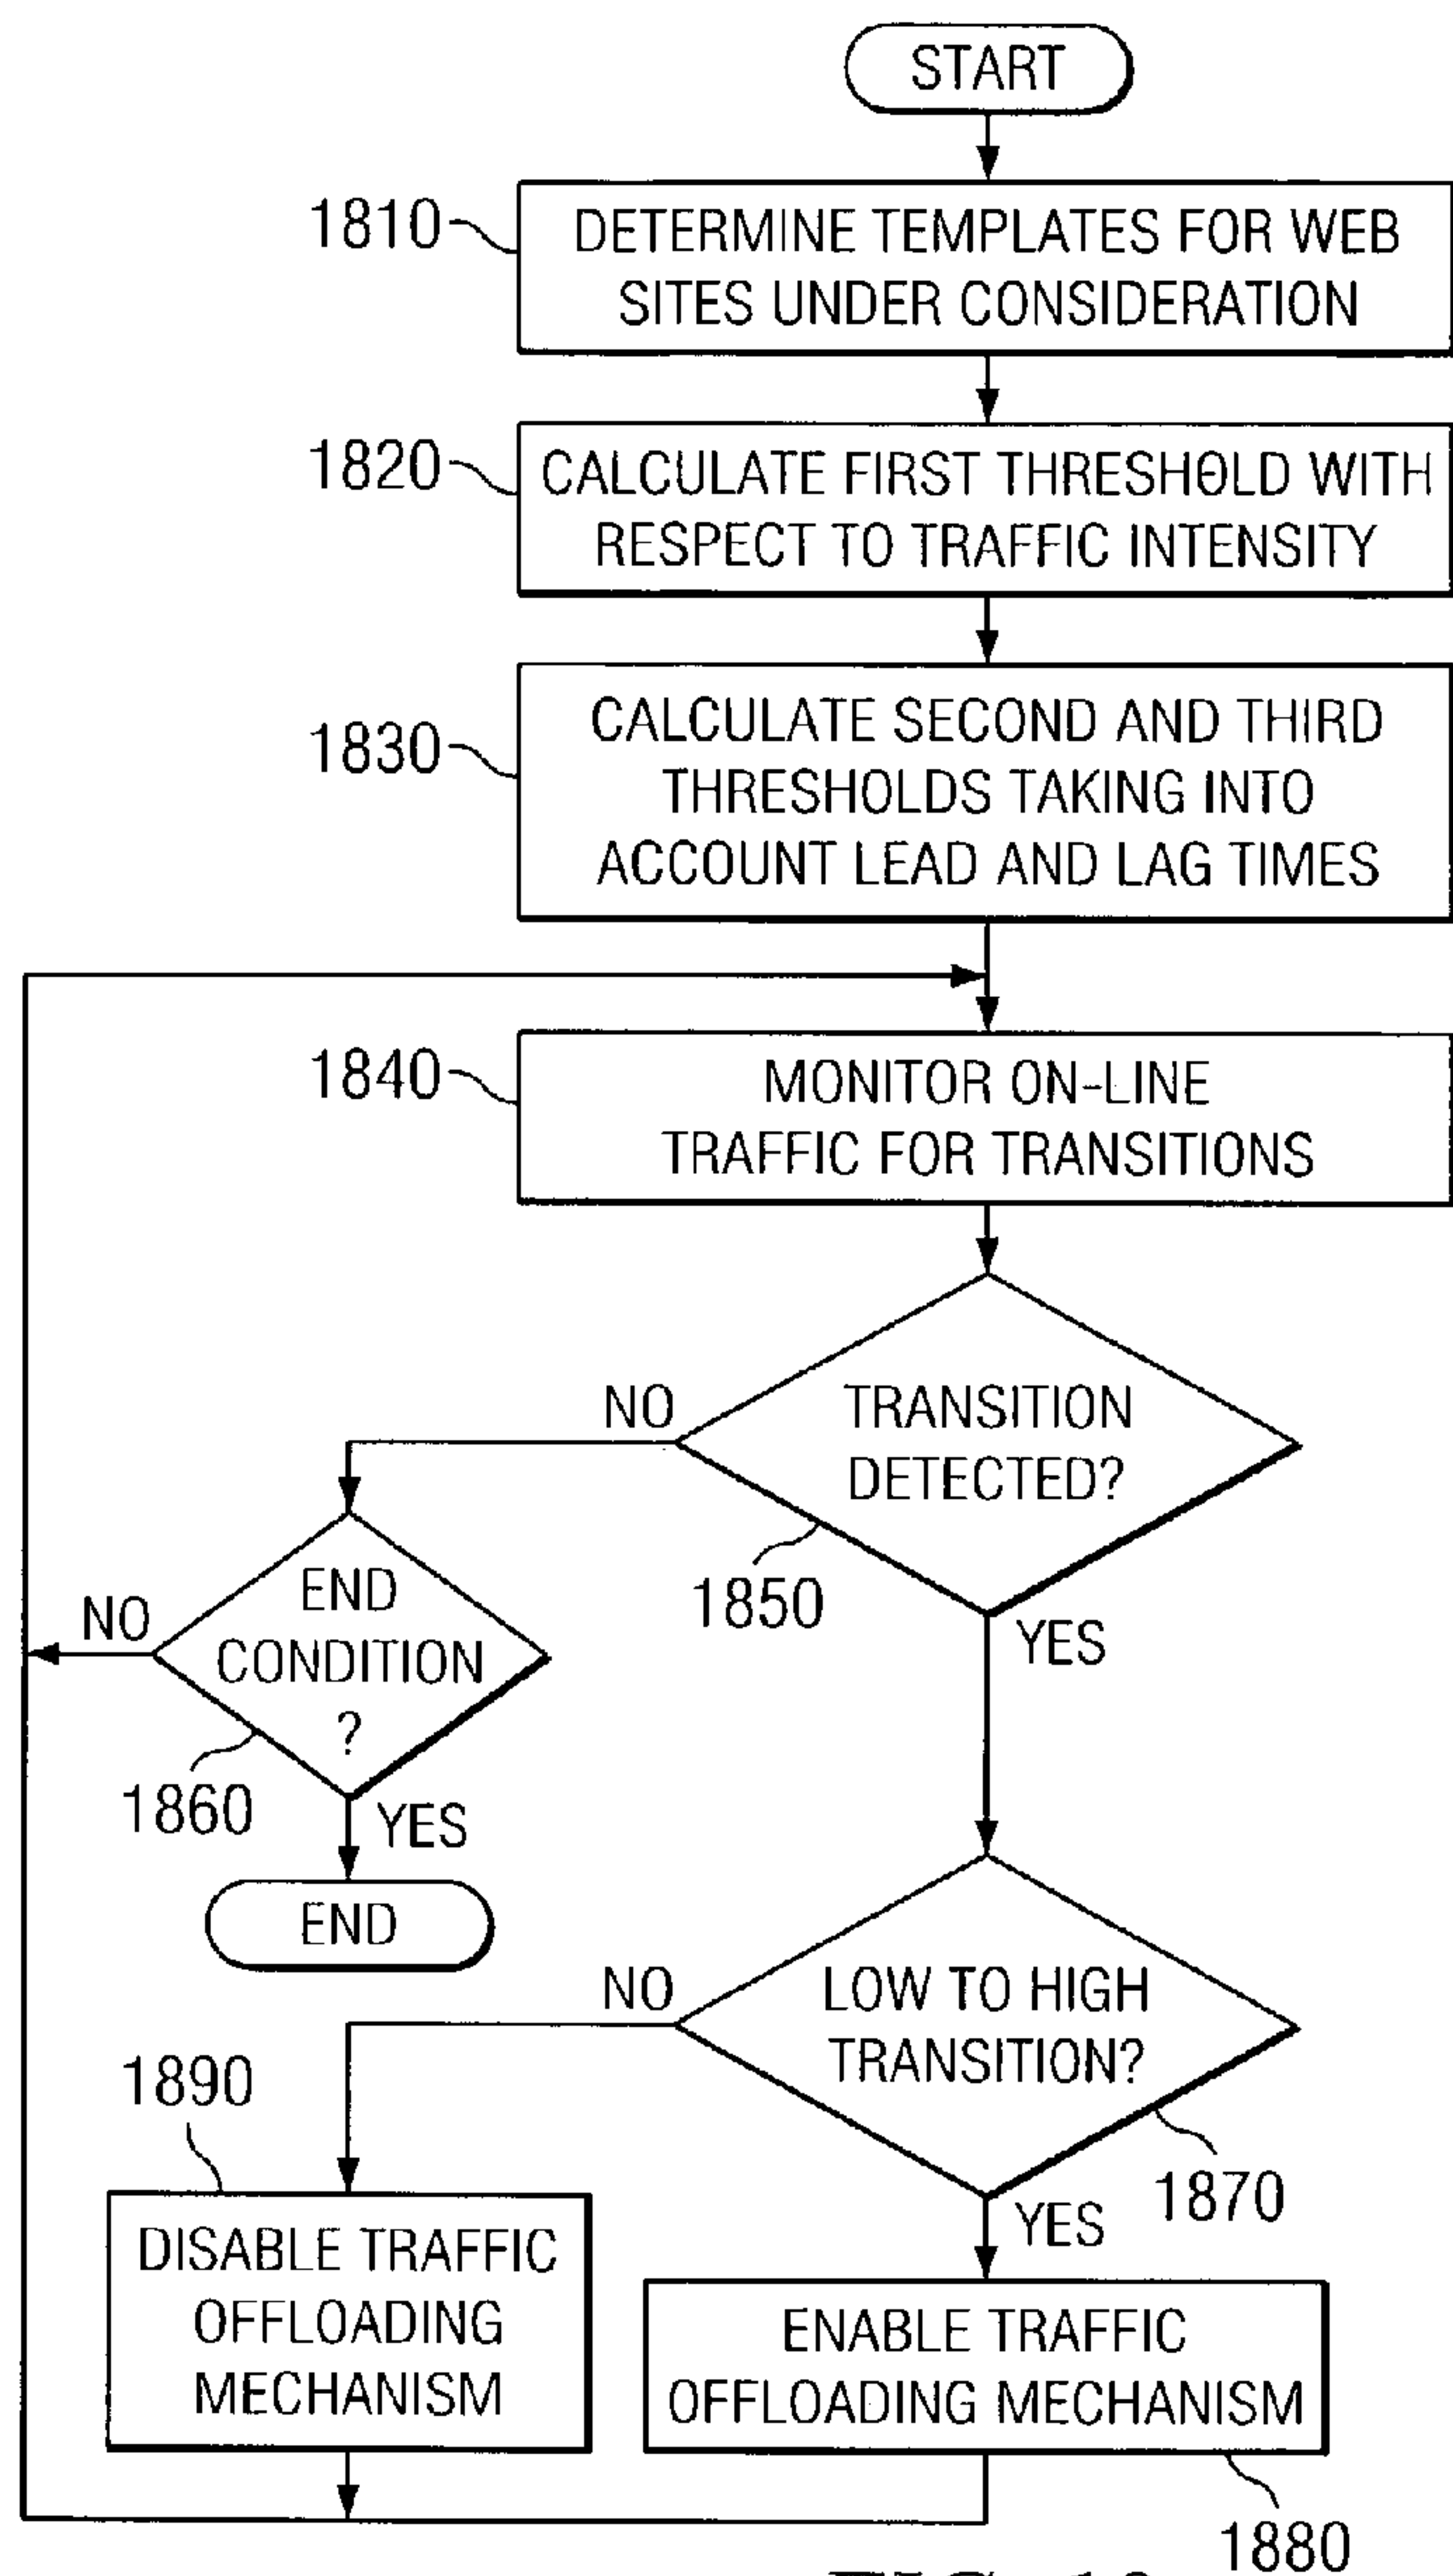 START
1810
DETERMINE TEMPLATES FOR WEB
SITES UNDER CONSIDERATION
1820
CALCULATE FIRST THRESHOLD WITH
RESPECT TO TRAFFIC INTENSITY
1830
CALCULATE SECOND AND THIRD
THRESHOLDS TAKING INTO
ACCOUNT LEAD AND LAG TIMES
1840
MONITOR ON-LINE
TRAFFIC FOR TRANSITIONS
NO
TRANSITION
DETECTED?
1850
YES
NO
END
CONDITION
?
1860
YES
END
NO
LOW TO HIGH
TRANSITION?
1870
YES
1890
DISABLE TRAFFIC
OFFLOADING
MECHANISM
ENABLE TRAFFIC
OFFLOADING MECHANISM
1880